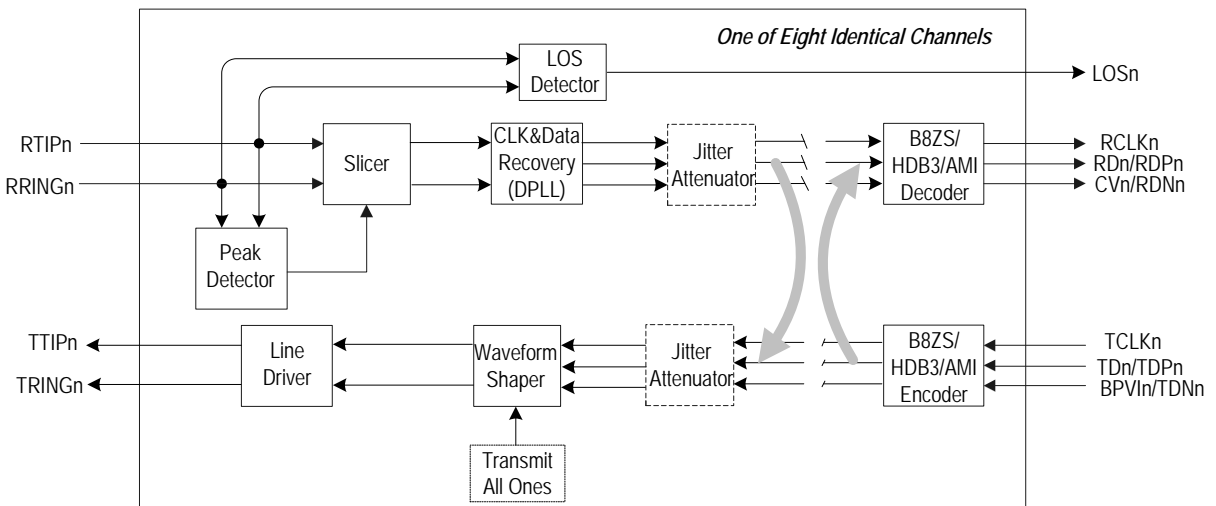 One of Eight Identical Channels
LOS
Detector
LOSn
RTIPn
RRINGn
Slicer
CLK&Data
Recovery
(DPLL)
Jitter
Attenuator
B8ZS/
HDB3/AMI
Decoder
RCLKn
RDn/RDPn
CVn/RDNn
Peak
Detector
TTIPn
TRINGn
Line
Driver
Waveform
Shaper
Jitter
Attenuator
B8ZS/
HDB3/AMI
Encoder
TCLKn
TDn/TDPn
BPVIn/TDNn
Transmit
All Ones